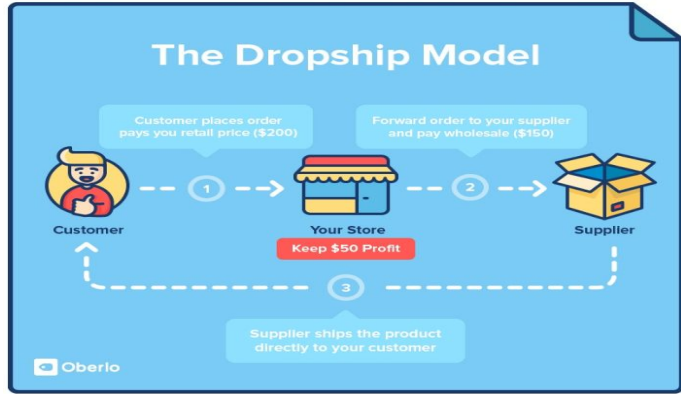 The Dropship Model
Customer places order
pays you retail price ($200)
Forward order to your supplier
and pay wholesale ($150)
1
2
Customer
Your Store
Supplier
Keep $50 Profit
3
Supplier ships the product
directly to your customer
Oberlo